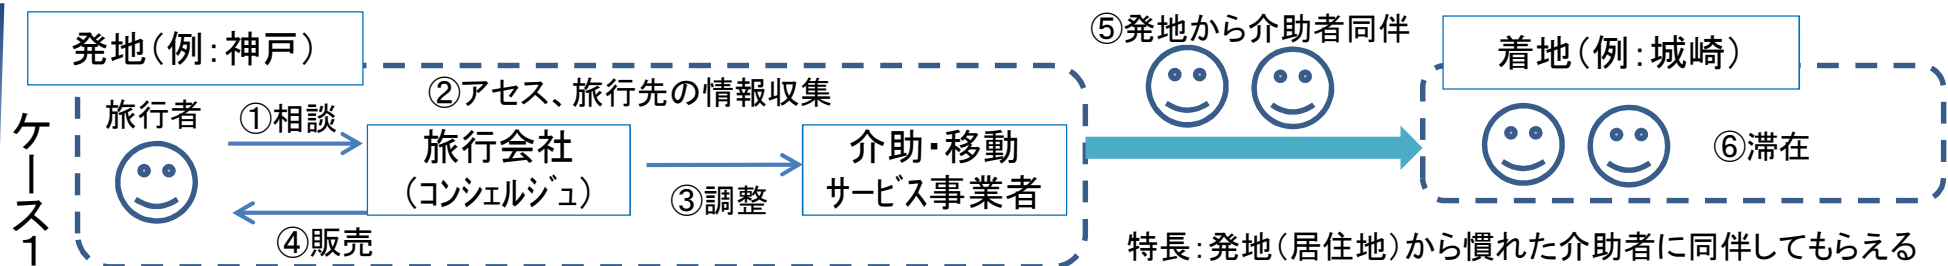 ケース1
発地(例:神戸)
旅行者
①相談
②アセス、旅行先の情報収集
旅行会社
(コンシェルジュ)
③調整
介助・移動
サービス事業者
④販売
⑤発地から介助者同伴
着地(例:城崎)
⑥滞在
特長:発地(居住地)から慣れた介助者に同伴してもらえる